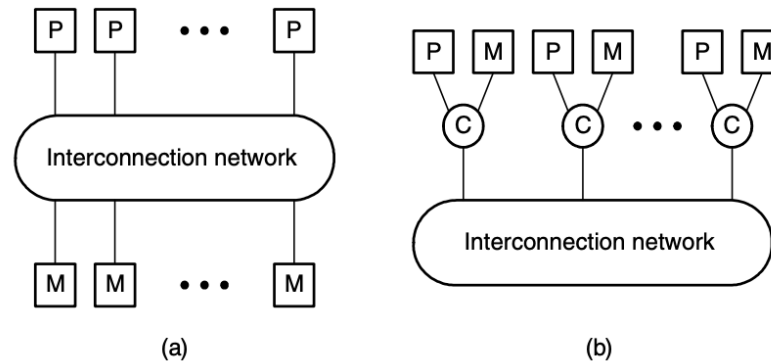 P P ••• P
Interconnection network
M M ••• M
(a)
P M P M P M
C C ••• C
Interconnection network
(b)